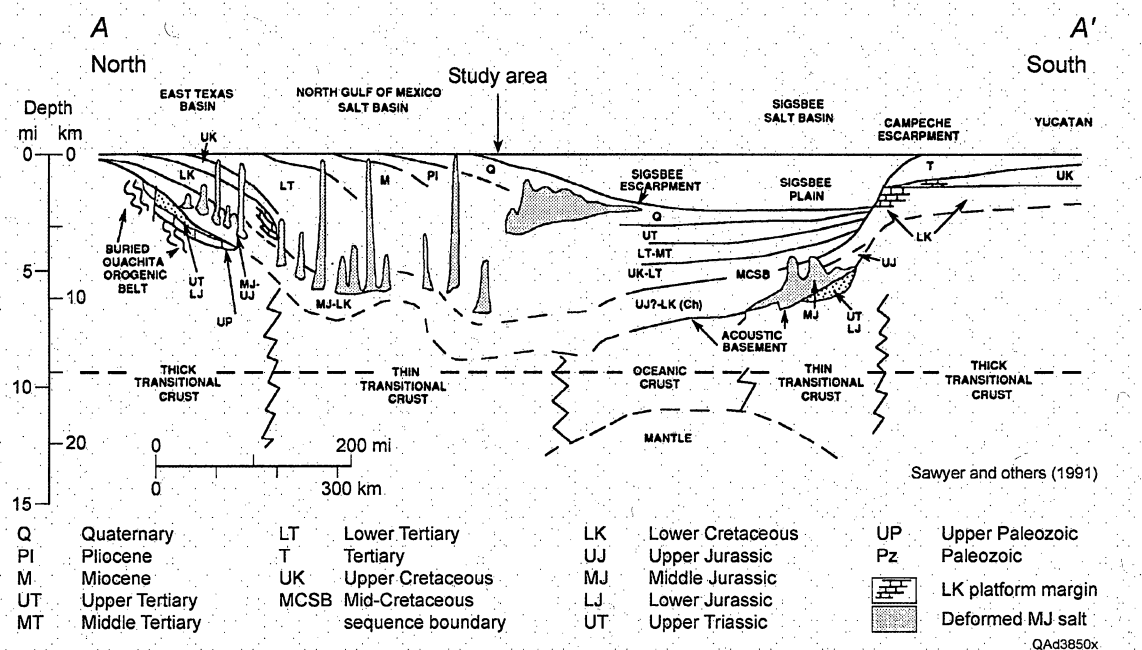 A
A'
North
South
Study area
Depth
mi km
EAST TEXAS
BASIN
NORTH GULF OF MEXICO
SALT BASIN
SIGSBEE
SALT BASIN
CAMPECHE
ESCARPMENT
YUCATAN
0 0
UK
LK
LT
M
PI
Q
SIGSBEE
ESCARPMENT
SIGSBEE
PLAIN
T
UK
Q
UT
LT-MT
UK-LT
MCSB
UJ?-LK (Ch)
LK
UJ
BURIED
OUACHITA
OROGENIC
BELT
UT
LJ
MJ-
UJ
UP
MJ-LK
MJ
UT
LJ
ACOUSTIC
BASEMENT
5
10
THICK
TRANSITIONAL
CRUST
THIN
TRANSITIONAL
CRUST
OCEANIC
CRUST
THIN
TRANSITIONAL
CRUST
THICK
TRANSITIONAL
CRUST
10
20
MANTLE
0 200 mi
0 300 km
15
Sawyer and others (1991)
Q Quaternary
PI Pliocene
M Miocene
UT Upper Tertiary
MT Middle Tertiary
LT Lower Tertiary
T Tertiary
UK Upper Cretaceous
MCSB Mid-Cretaceous
sequence boundary
LK Lower Cretaceous
UJ Upper Jurassic
MJ Middle Jurassic
LJ Lower Jurassic
UT Upper Triassic
UP Upper Paleozoic
Pz Paleozoic
LK platform margin
Deformed MJ salt
QAd3850x